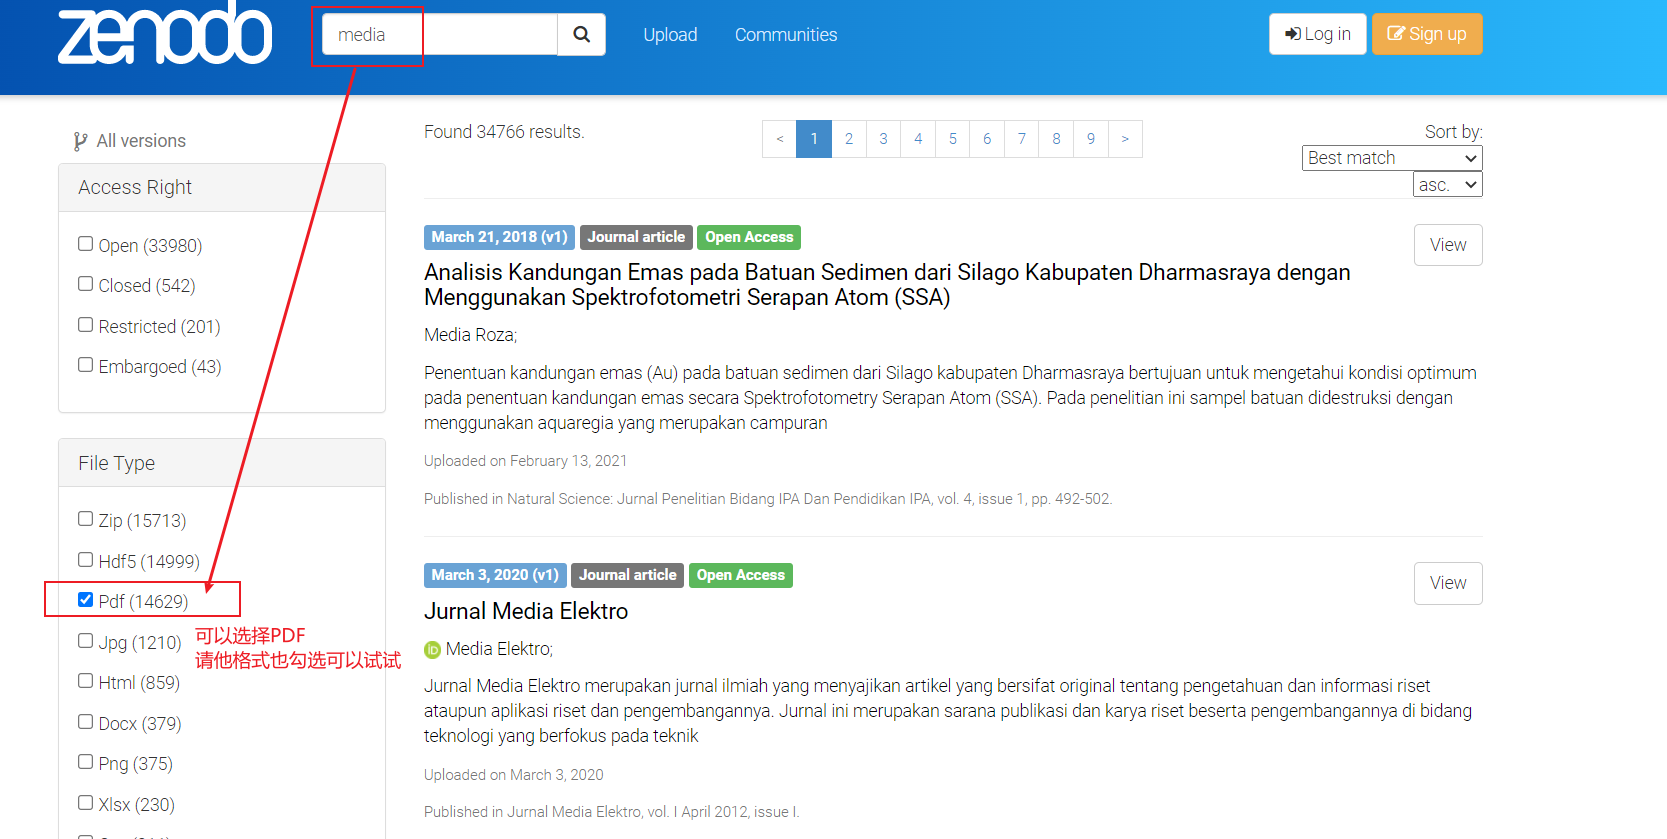 zenodo
media
Upload
Communities
Log in
Sign up
All versions
Access Right
Open (33980)
Closed (542)
Restricted (201)
Embargoed (43)
File Type
Zip (15713)
Hdf5 (14999)
Pdf (14629)
可以选择PDF
请他格式也勾选可以试试
Jpg (1210)
Html (859)
Docx (379)
Png (375)
Xlsx (230)
Found 34766 results.
< 1 2 3 4 5 6 7 8 9 >
Sort by:
Best match
asc.
March 21, 2018 (v1) Journal article Open Access
View
Analisis Kandungan Emas pada Batuan Sedimen dari Silago Kabupaten Dharmasraya dengan
Menggunakan Spektrofotometri Serapan Atom (SSA)
Media Roza;
Penentuan kandungan emas (Au) pada batuan sedimen dari Silago kabupaten Dharmasraya bertujuan untuk mengetahui kondisi optimum
pada penentuan kandungan emas secara Spektrofotometry Serapan Atom (SSA). Pada penelitian ini sampel batuan didestruksi dengan
menggunakan aquaregia yang merupakan campuran
Uploaded on February 13, 2021
Published in Natural Science: Jurnal Penelitian Bidang IPA Dan Pendidikan IPA, vol. 4, issue 1, pp. 492-502.
March 3, 2020 (v1) Journal article Open Access
View
Jurnal Media Elektro
iD Media Elektro;
Jurnal Media Elektro merupakan jurnal ilmiah yang menyajikan artikel yang bersifat original tentang pengetahuan dan informasi riset
ataupun aplikasi riset dan pengembangannya. Jurnal ini merupakan sarana publikasi dan karya riset beserta pengembangannya di bidang
teknologi yang berfokus pada teknik
Uploaded on March 3, 2020
Published in Jurnal Media Elektro, vol. I April 2012, issue I.